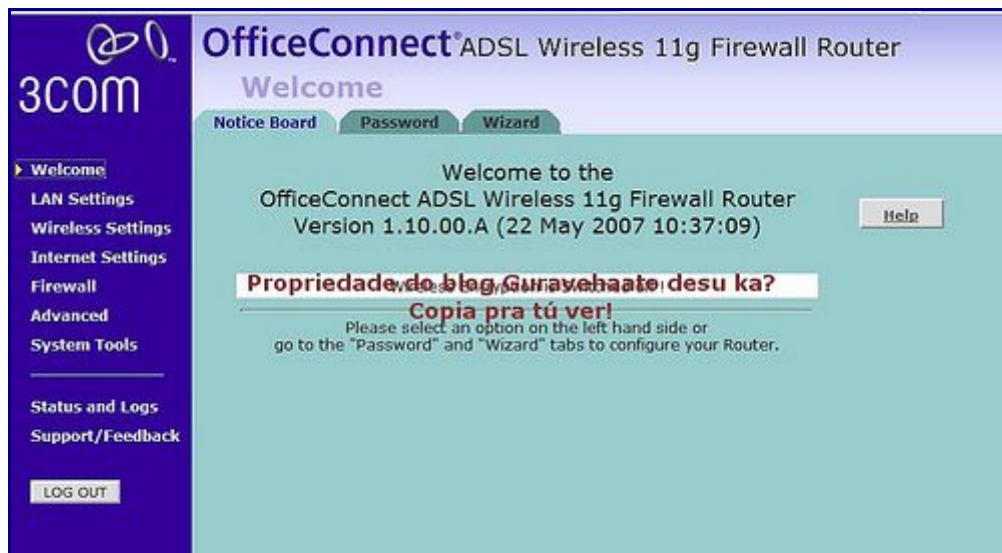 3COM
OfficeConnect ADSL Wireless 11g Firewall Router
Welcome
Notice Board Password Wizard
Welcome
LAN Settings
Wireless Settings
Internet Settings
Firewall
Advanced
System Tools
Status and Logs
Support/Feedback
LOG OUT
Welcome to the
OfficeConnect ADSL Wireless 11g Firewall Router
Version 1.10.00.A (22 May 2007 10:37:09)
Help
Propriedade do blog Guravehaato desu ka?
Copia pra tú ver!
Please select an option on the left hand side or
go to the "Password" and "Wizard" tabs to configure your Router.